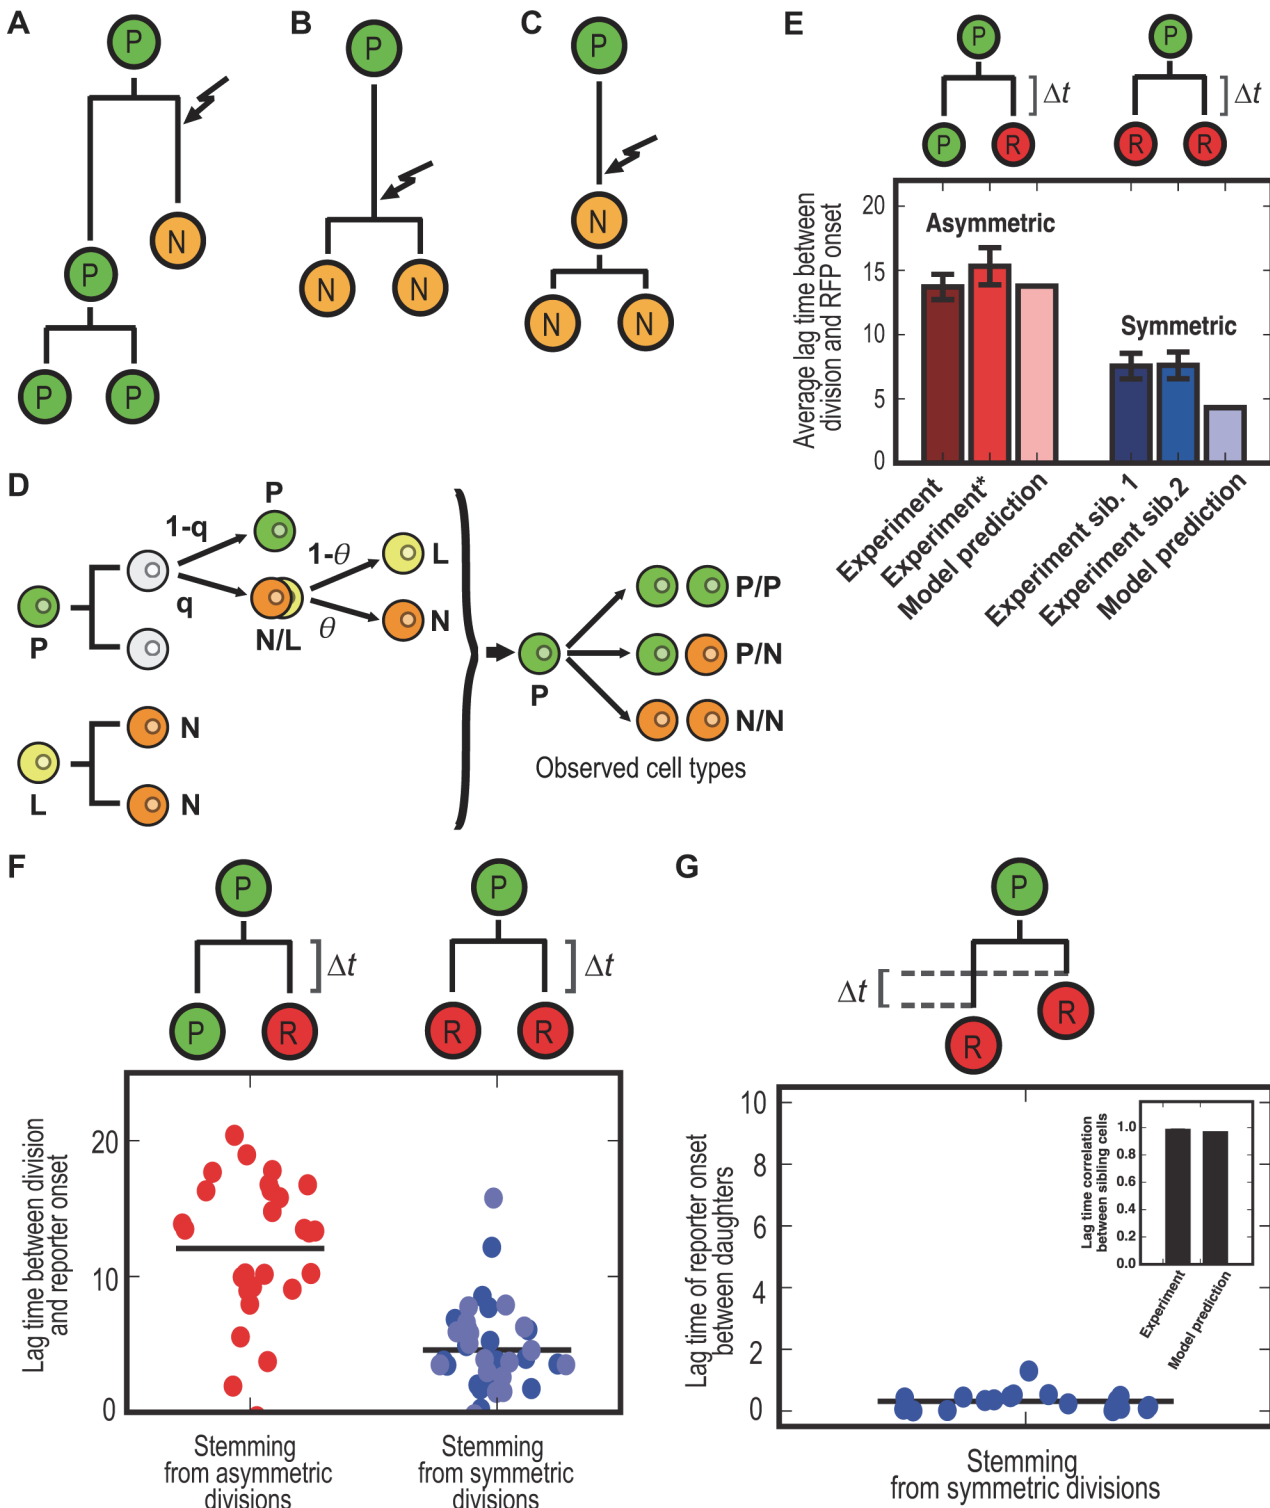 A
P
P
N
P
P
B
P
N
N
C
P
N
N
N
D
P
1-q
q
P
N/L
1-θ
θ
L
N
L
N
N
P
P/P
P/N
N/N
Observed cell types
E
P
Δt
P
R
P
Δt
R
R
Average lag time between
division and RFP onset
20
15
10
5
0
Asymmetric
Symmetric
Experiment
Experiment*
Model prediction
Experiment sib. 1
Experiment sib.2
Model prediction
F
P
Δt
P
R
P
Δt
R
R
Lag time between division
and reporter onset
20
10
0
Stemming
from asymmetric
divisions
Stemming
from symmetric
divisions
G
P
Δt
R
R
Lag time of reporter onset
between daughters
10
8
6
4
2
0
Lag time correlation
between sibling cells
1.0
0.8
0.6
0.4
0.2
0.0
Experiment
Model prediction
Stemming
from symmetric divisions